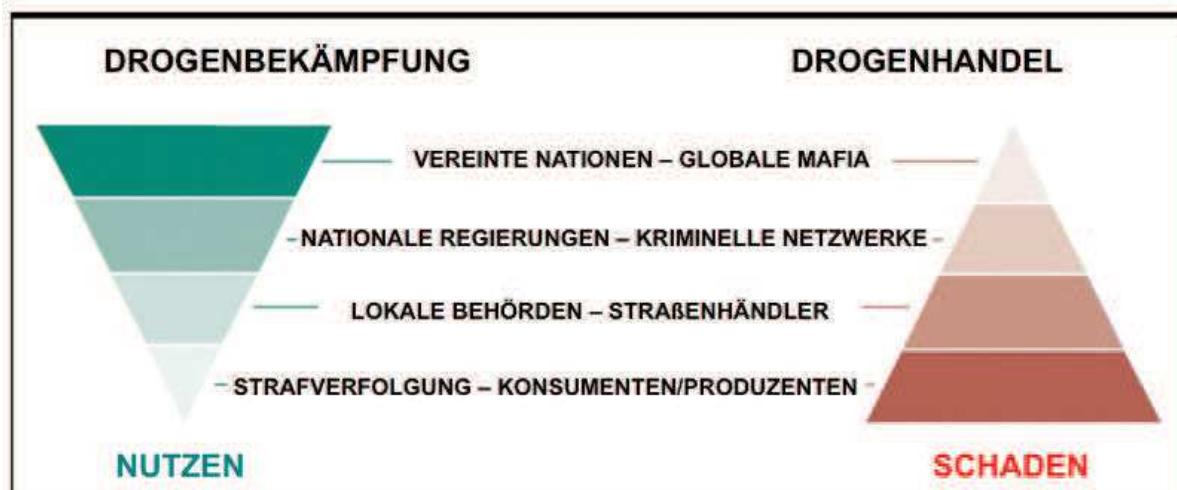 DROGENBEKÄMPFUNG DROGENHANDEL
VEREINTE NATIONEN – GLOBALE MAFIA
NATIONALE REGIERUNGEN – KRIMINELLE NETZWERKE
LOKALE BEHÖRDEN – STRAßENHÄNDLER
STRAFVERFOLGUNG – KONSUMENTEN/PRODUZENTEN
NUTZEN SCHADEN